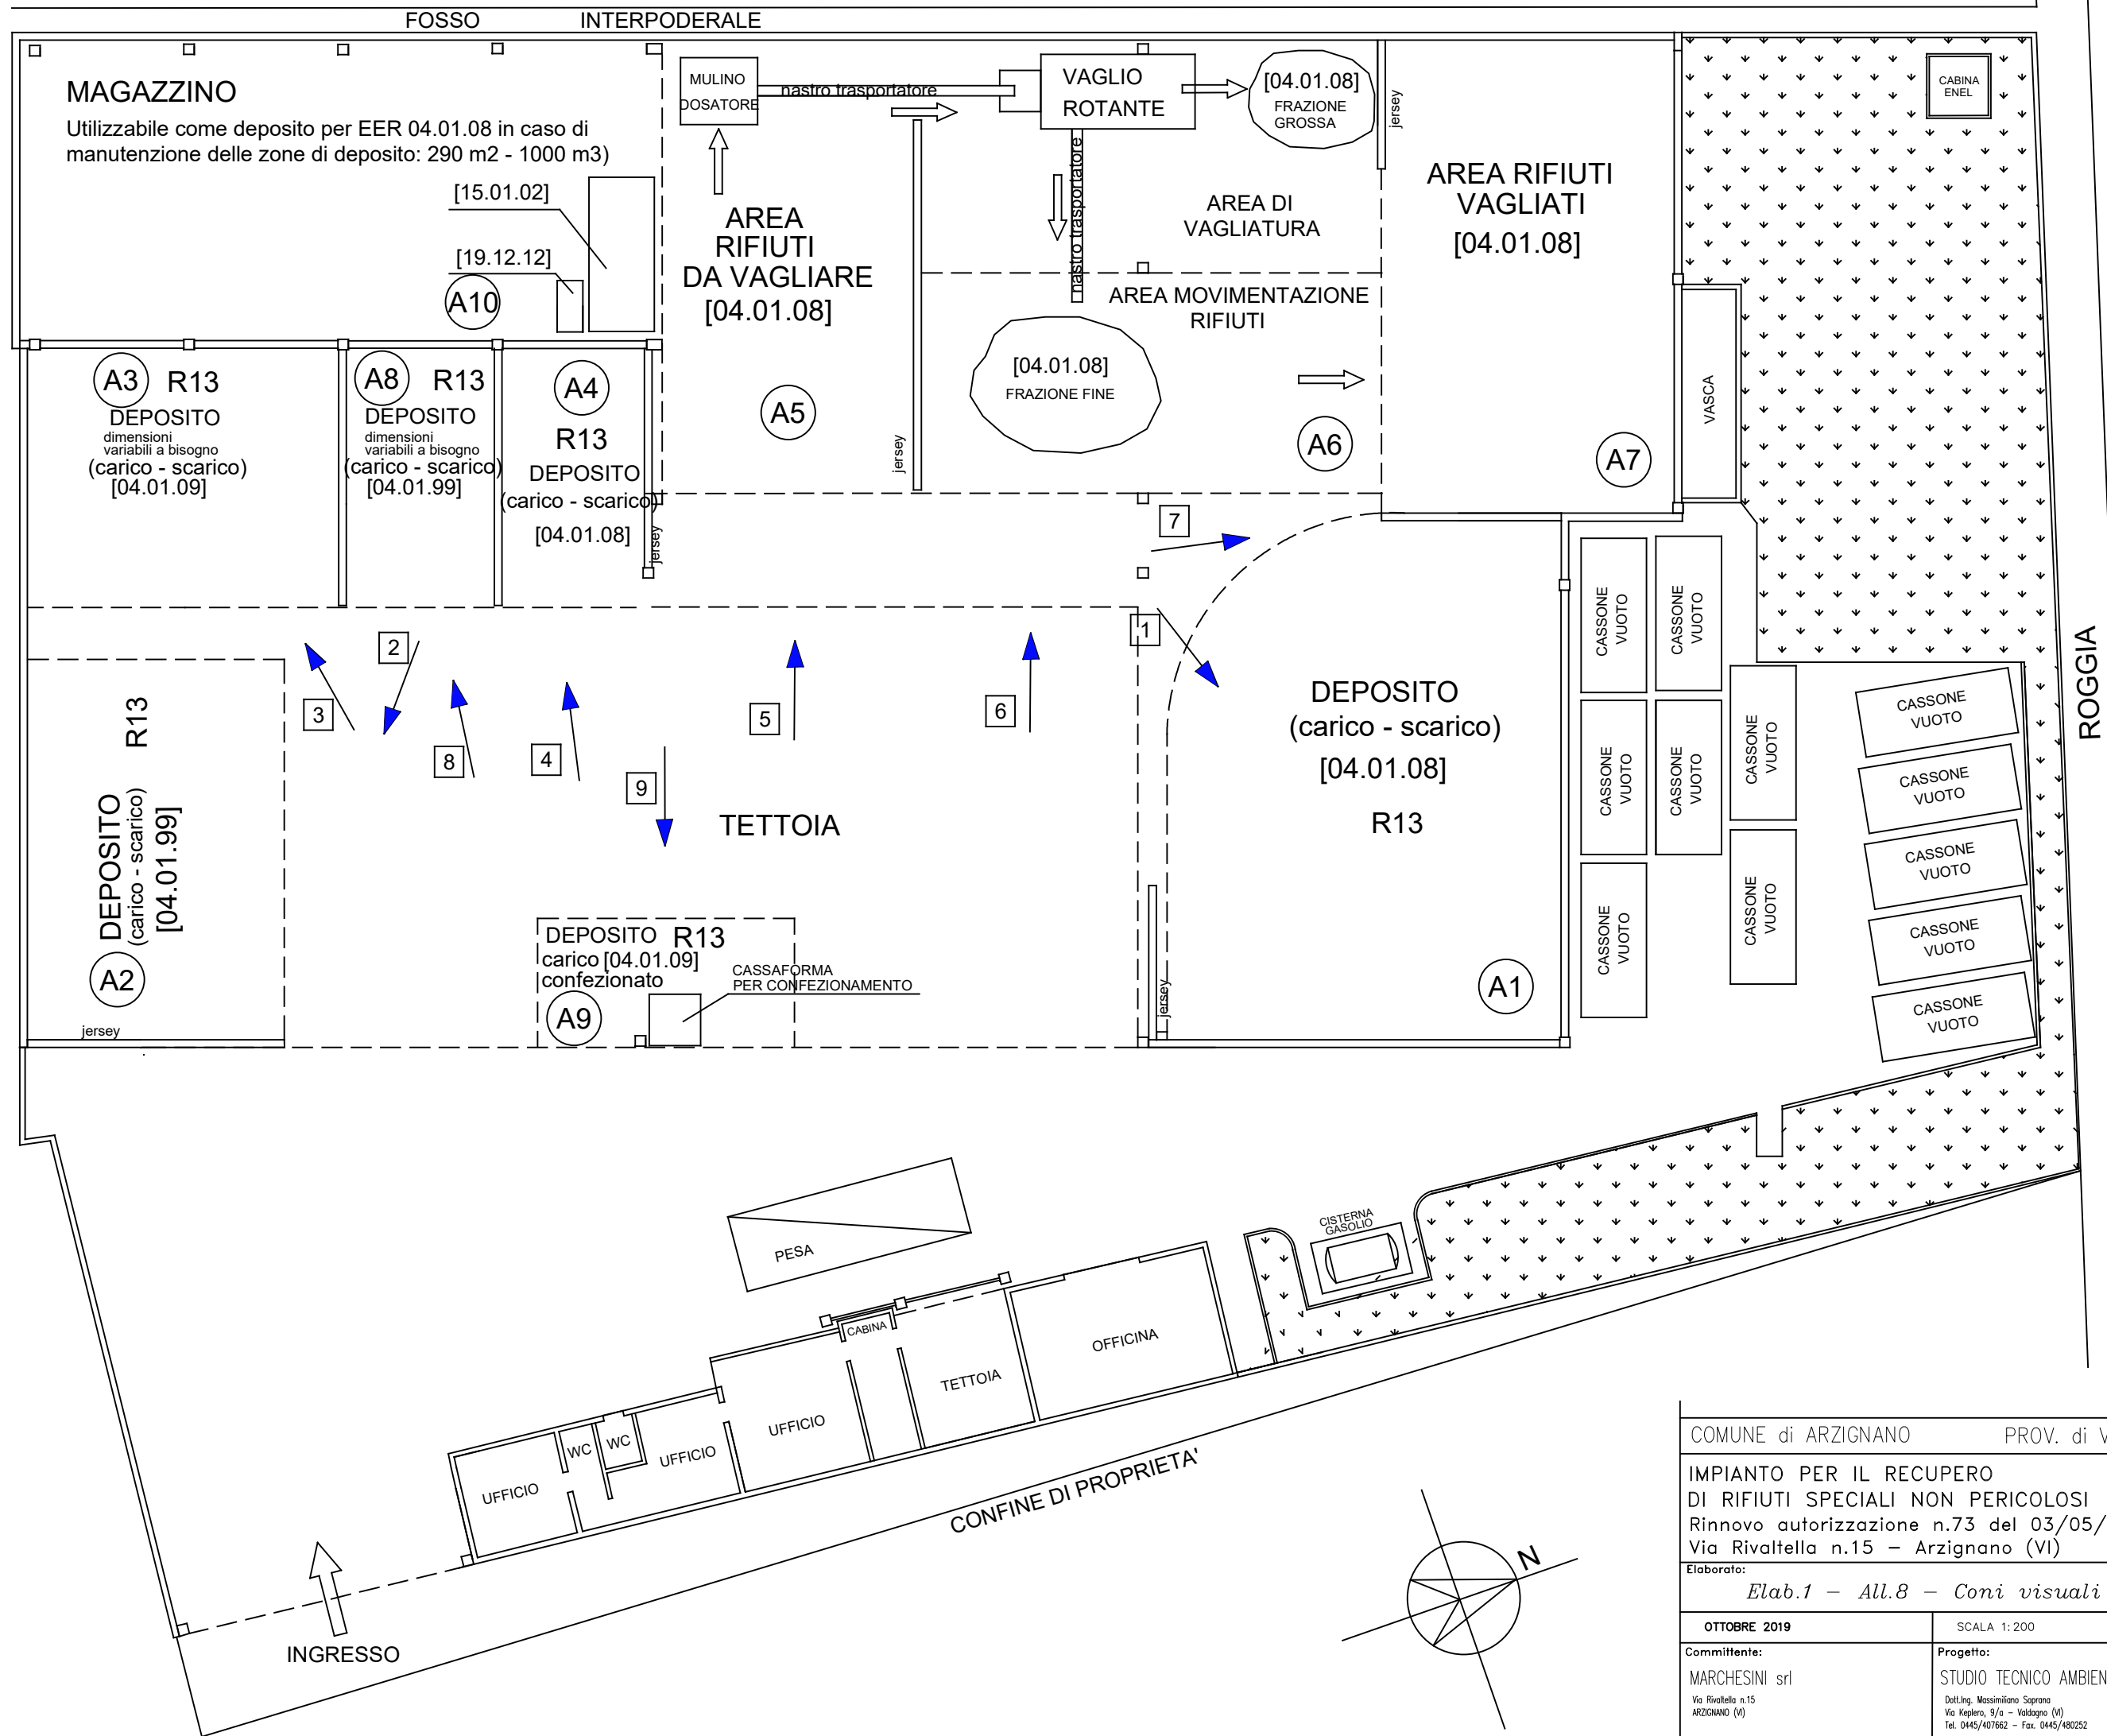 FOSSO INTERPODERALE
MAGAZZINO
Utilizzabile come deposito per EER 04.01.08 in caso di
manutenzione delle zone di deposito: 290 m2 - 1000 m3)
[15.01.02]
[19.12.12]
A10
MULINO
DOSATORE
nastro trasportatore
VAGLIO
ROTANTE
[04.01.08]
FRAZIONE
GROSSA
jersey
nastro trasportatore
AREA
RIFIUTI
DA VAGLIARE
[04.01.08]
AREA DI
VAGLIATURA
AREA MOVIMENTAZIONE
RIFIUTI
AREA RIFIUTI
VAGLIATI
[04.01.08]
CABINA
ENEL
VASCA
ROGGIA
A3 R13
DEPOSITO
dimensioni
variabili a bisogno
(carico - scarico)
[04.01.09]
A8 R13
DEPOSITO
dimensioni
variabili a bisogno
(carico - scarico)
[04.01.99]
A4
R13
DEPOSITO
(carico - scarico)
[04.01.08]
jersey
A5
jersey
[04.01.08]
FRAZIONE FINE
A6
A7
7
1
2
3
8
4
9
5
6
TETTOIA
R13
DEPOSITO
(carico - scarico)
[04.01.99]
A2
jersey
DEPOSITO R13
carico [04.01.09]
confezionato
A9
CASSAFORMA
PER CONFEZIONAMENTO
jersey
DEPOSITO
(carico - scarico)
[04.01.08]
R13
A1
CASSONE
VUOTO
CASSONE
VUOTO
CASSONE
VUOTO
CASSONE
VUOTO
CASSONE
VUOTO
CASSONE
VUOTO
CASSONE
VUOTO
CASSONE
VUOTO
CASSONE
VUOTO
CASSONE
VUOTO
CASSONE
VUOTO
CASSONE
VUOTO
PESA
CISTERNA
GASOLIO
CABINA
OFFICINA
TETTOIA
UFFICIO
UFFICIO
WC
WC
UFFICIO
CONFINE DI PROPRIETA'
INGRESSO
N
COMUNE di ARZIGNANO PROV. di V
IMPIANTO PER IL RECUPERO
DI RIFIUTI SPECIALI NON PERICOLOSI
Rinnovo autorizzazione n.73 del 03/05/
Via Rivaltella n.15 – Arzignano (VI)
Elaborato:
Elab.1 – All.8 – Coni visuali
OTTOBRE 2019 SCALA 1:200
Committente:
MARCHESINI srl
Via Rivaltella n.15
ARZIGNANO (VI)
Progetto:
STUDIO TECNICO AMBIEN
Dott.Ing. Massimiliano Soprana
Via Keplero, 9/a – Valdagno (VI)
Tel. 0445/407662 – Fax. 0445/480252